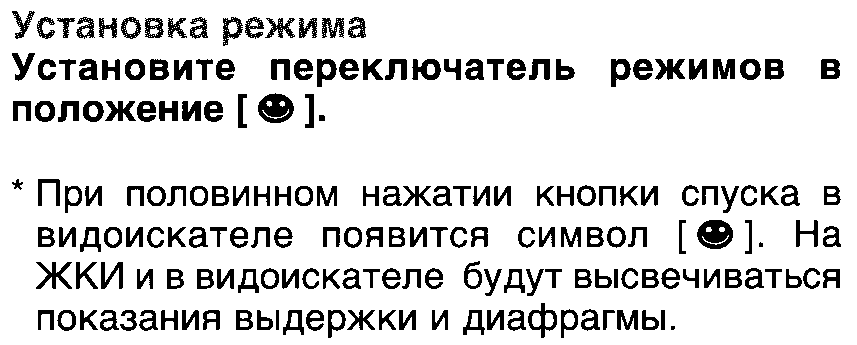 Установка режима
Установите переключатель режимов в
положение [ ☻ ].
* При половинном нажатии кнопки спуска в
видоискателе появится символ [ ☻ ]. На
ЖКИ и в видоискателе будут высвечиваться
показания выдержки и диафрагмы.